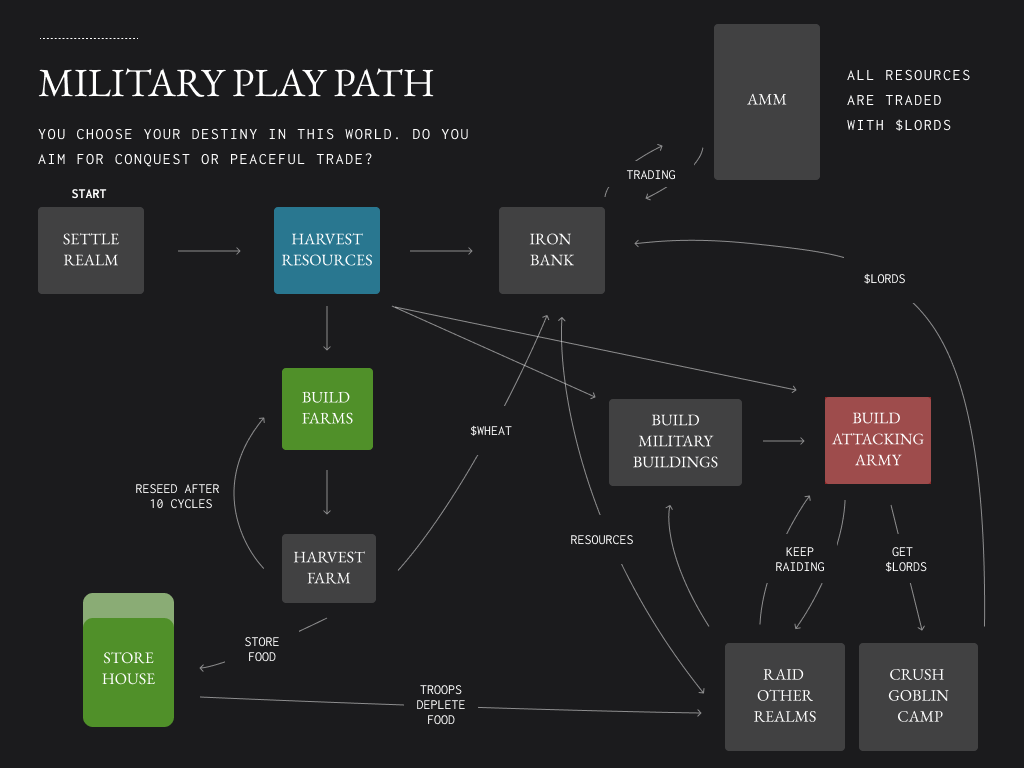 MILITARY PLAY PATH
YOU CHOOSE YOUR DESTINY IN THIS WORLD. DO YOU
AIM FOR CONQUEST OR PEACEFUL TRADE?
AMM
ALL RESOURCES
ARE TRADED
WITH $LORDS
TRADING
START
SETTLE
REALM
HARVEST
RESOURCES
IRON
BANK
$LORDS
BUILD
FARMS
$WHEAT
BUILD
MILITARY
BUILDINGS
BUILD
ATTACKING
ARMY
RESEED AFTER
10 CYCLES
HARVEST
FARM
RESOURCES
KEEP
RAIDING
GET
$LORDS
STORE
HOUSE
STORE
FOOD
TROOPS
DEPLETE
FOOD
RAID
OTHER
REALMS
CRUSH
GOBLIN
CAMP